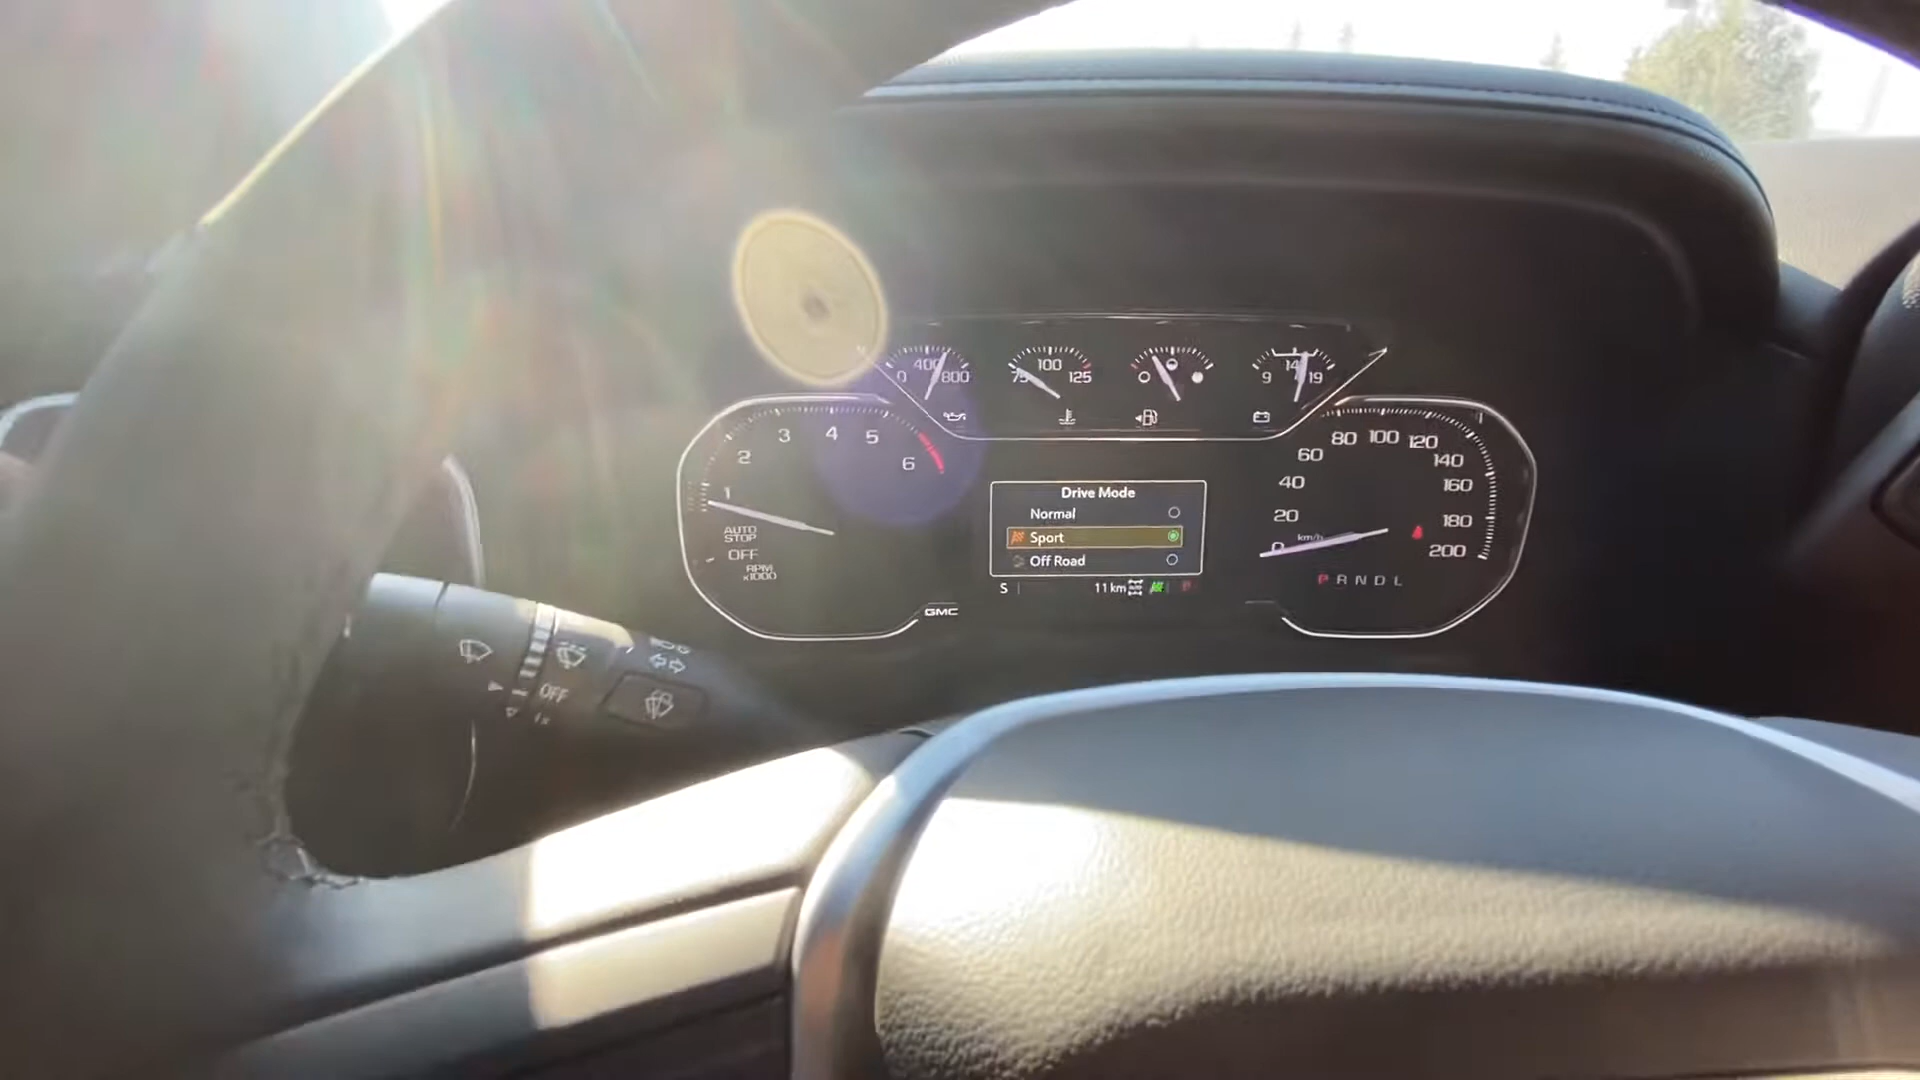 0 400 800
75 100 125
9 14 19
1 2 3 4 5 6
AUTO
STOP
OFF
RPM
x1000
GMC
Drive Mode
Normal
Sport
Off Road
S 11 km
0 20 40 60 80 100 120 140 160 180 200
km/h
P R N D L
OFF
1x